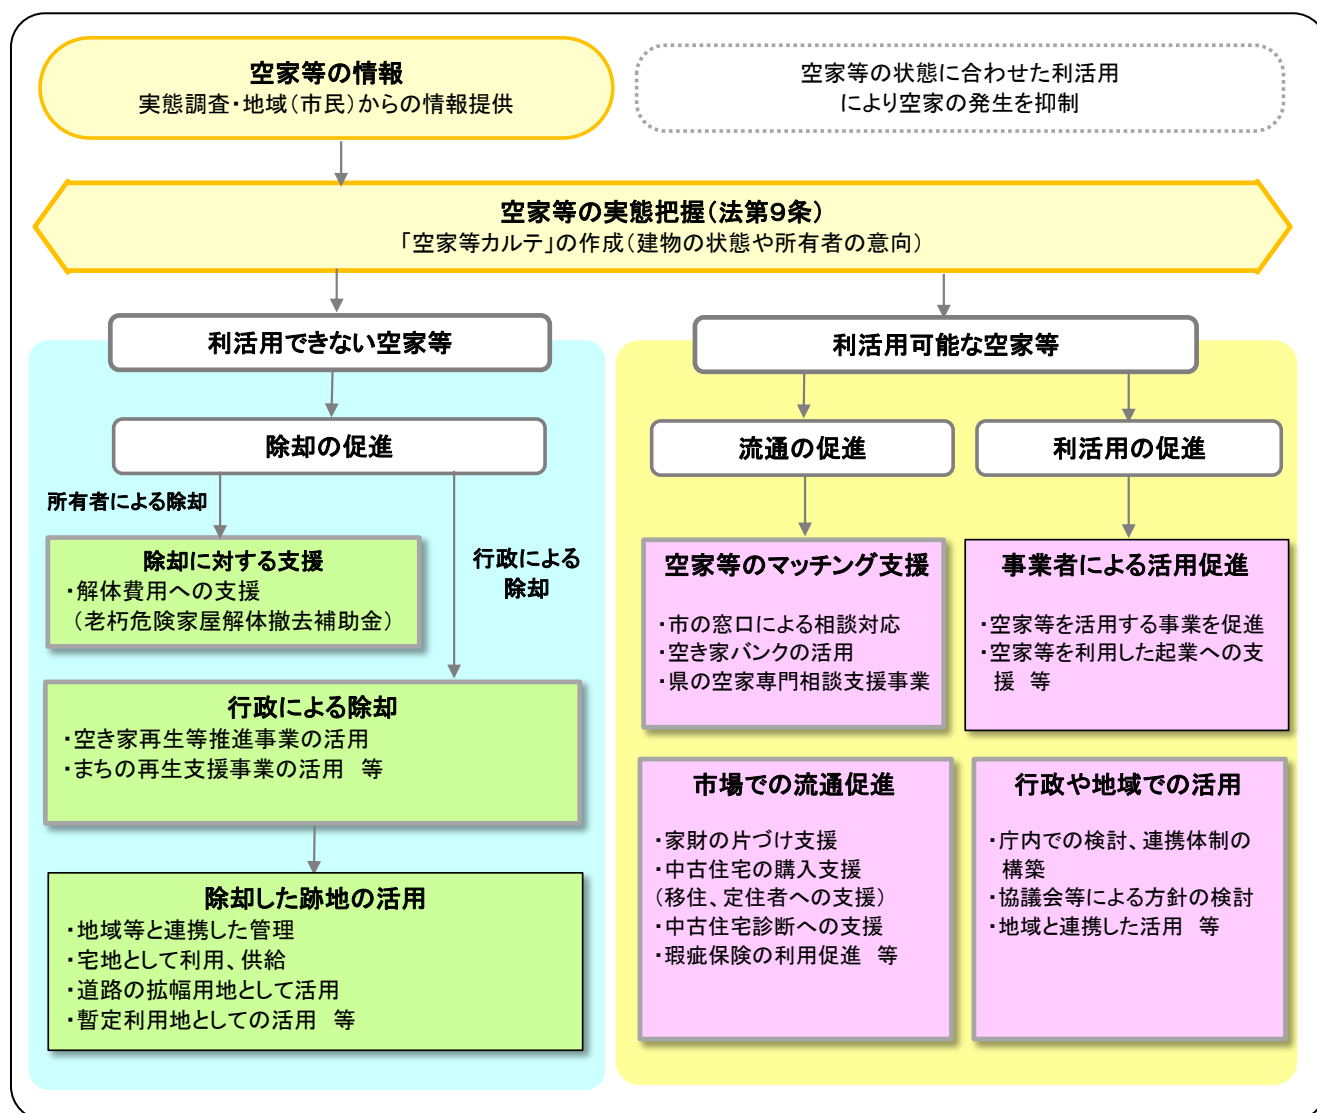 空家等の情報
実態調査・地域（市民）からの情報提供
空家等の状態に合わせた利活用
により空家の発生を抑制
空家等の実態把握（法第９条）
「空家等カルテ」の作成（建物の状態や所有者の意向）
利活用できない空家等
除却の促進
所有者による除却
除却に対する支援
・解体費用への支援
（老朽危険家屋解体撤去補助金）
行政による
除却
行政による除却
・空き家再生等推進事業の活用
・まちの再生支援事業の活用　等
除却した跡地の活用
・地域等と連携した管理
・宅地として利用、供給
・道路の拡幅用地として活用
・暫定利用地としての活用　等
利活用可能な空家等
流通の促進
空家等のマッチング支援
・市の窓口による相談対応
・空き家バンクの活用
・県の空家専門相談支援事業
市場での流通促進
・家財の片づけ支援
・中古住宅の購入支援
（移住、定住者への支援）
・中古住宅診断への支援
・瑕疵保険の利用促進　等
利活用の促進
事業者による活用促進
・空家等を活用する事業を促進
・空家等を利用した起業への支
援　等
行政や地域での活用
・庁内での検討、連携体制の
構築
・協議会等による方針の検討
・地域と連携した活用　等